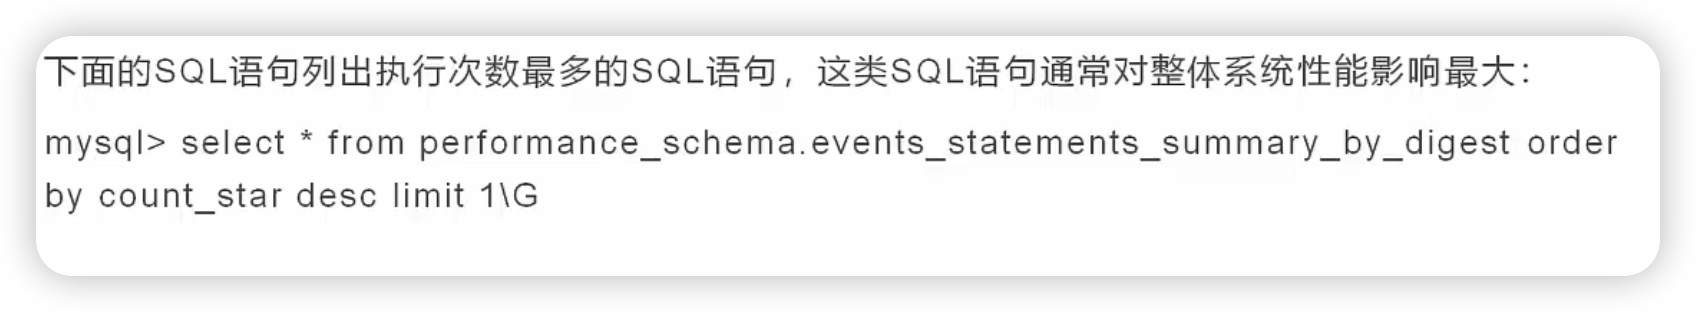 下面的SQL语句列出执行次数最多的SQL语句，这类SQL语句通常对整体系统性能影响最大：
mysql> select * from performance_schema.events_statements_summary_by_digest order
by count_star desc limit 1\G